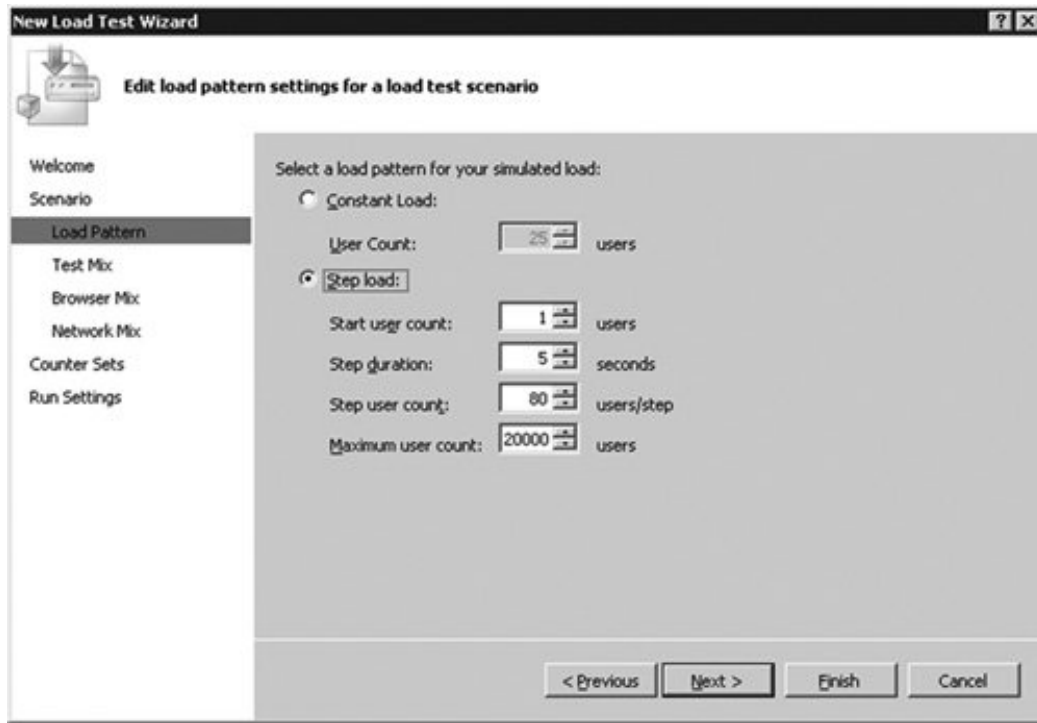 New Load Test Wizard
Edit load pattern settings for a load test scenario
Welcome
Scenario
Load Pattern
Test Mix
Browser Mix
Network Mix
Counter Sets
Run Settings
Select a load pattern for your simulated load:
Constant Load:
User Count: 25 users
Step load:
Start user count: 1 users
Step duration: 5 seconds
Step user count: 80 users/step
Maximum user count: 20000 users
< Previous Next > Finish Cancel